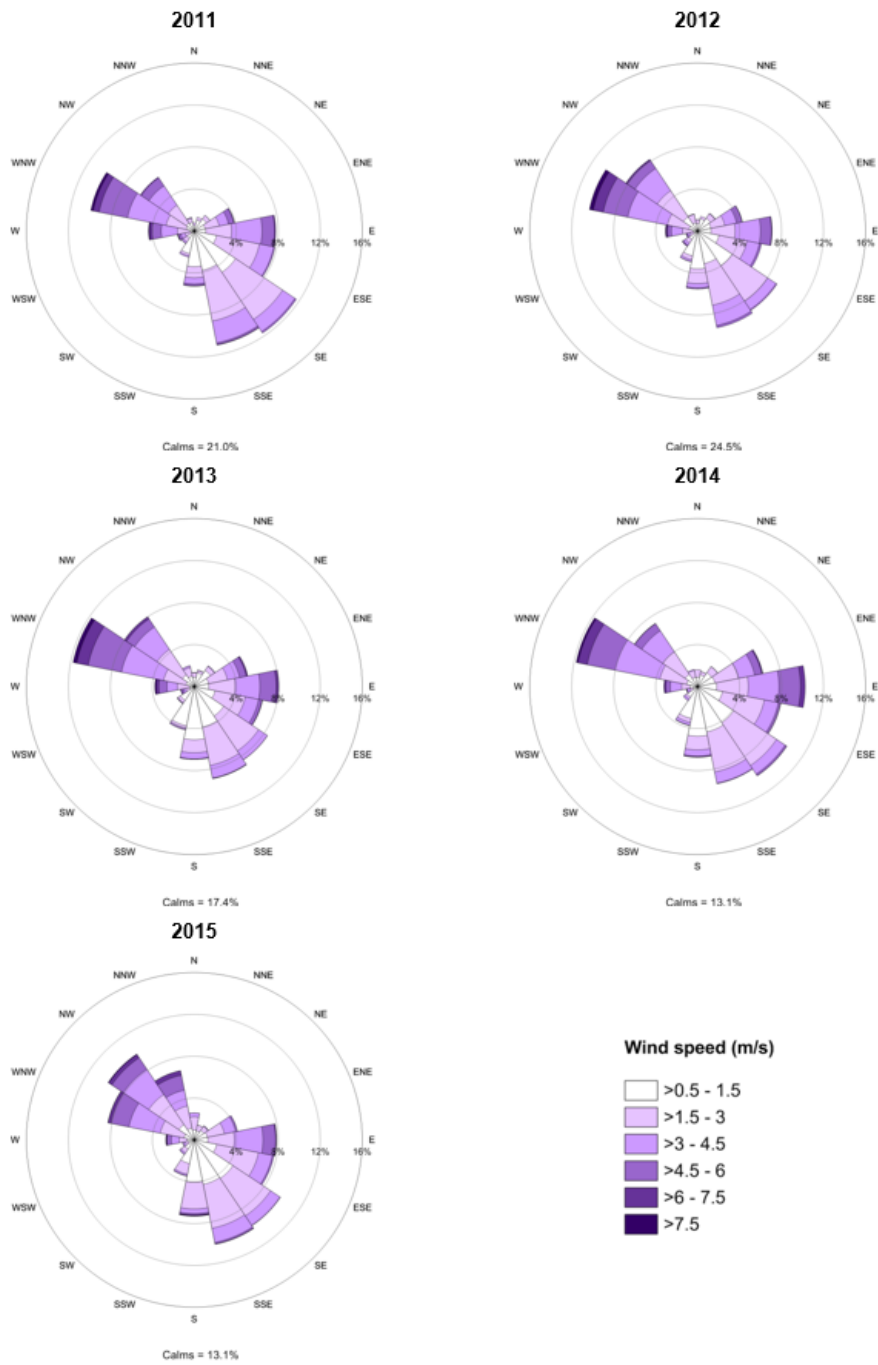 2011
N
NNW NNE
NW NE
WNW ENE
W 4% 8% 12% 16% E
WSW ESE
SW SE
SSW SSE
S
Calms = 21.0%
2012
N
NNW NNE
NW NE
WNW ENE
W 4% 8% 12% 16% E
WSW ESE
SW SE
SSW SSE
S
Calms = 24.5%
2013
N
NNW NNE
NW NE
WNW ENE
W 4% 8% 12% 16% E
WSW ESE
SW SE
SSW SSE
S
Calms = 17.4%
2014
N
NNW NNE
NW NE
WNW ENE
W 4% 8% 12% 16% E
WSW ESE
SW SE
SSW SSE
S
Calms = 13.1%
2015
N
NNW NNE
NW NE
WNW ENE
W 4% 8% 12% 16% E
WSW ESE
SW SE
SSW SSE
S
Calms = 13.1%
Wind speed (m/s)
>0.5 - 1.5
>1.5 - 3
>3 - 4.5
>4.5 - 6
>6 - 7.5
>7.5